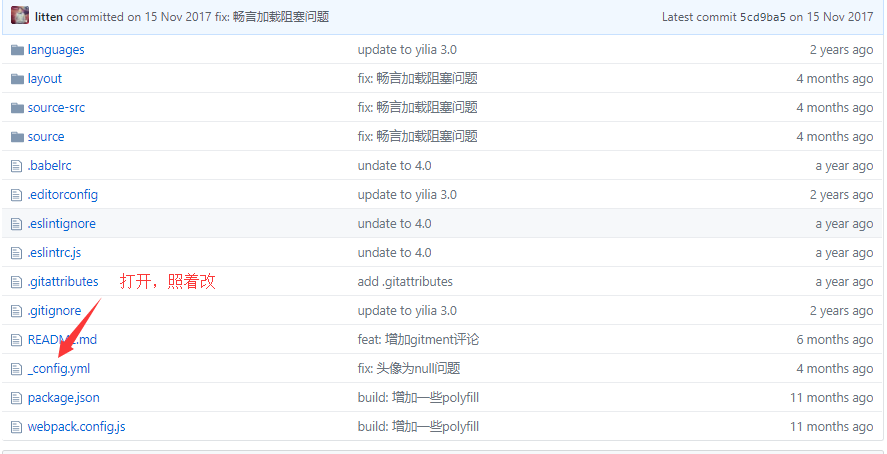 litten committed on 15 Nov 2017 fix: 畅言加载阻塞问题 Latest commit 5cd9ba5 on 15 Nov 2017
languages update to yilia 3.0 2 years ago
layout fix: 畅言加载阻塞问题 4 months ago
source-src fix: 畅言加载阻塞问题 4 months ago
source fix: 畅言加载阻塞问题 4 months ago
.babelrc undate to 4.0 a year ago
.editorconfig update to yilia 3.0 2 years ago
.eslintignore undate to 4.0 a year ago
.eslintrc.js undate to 4.0 a year ago
.gitattributes 打开，照着改 add .gitattributes a year ago
.gitignore update to yilia 3.0 2 years ago
README.md feat: 增加gitment评论 6 months ago
_config.yml fix: 头像为null问题 4 months ago
package.json build: 增加一些polyfill 11 months ago
webpack.config.js build: 增加一些polyfill 11 months ago